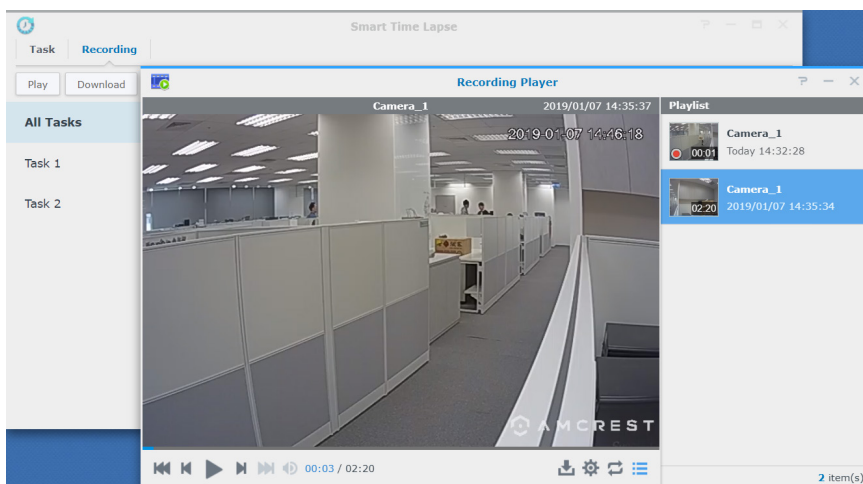 Smart Time Lapse
Task Recording
Play Download
All Tasks
Task 1
Task 2
Recording Player
Camera_1 2019/01/07 14:35:37
2019-01-07 14:46:18
AMCREST
00:03 / 02:20
Playlist
00:01
Camera_1
Today 14:32:28
02:20
Camera_1
2019/01/07 14:35:34
2 item(s)